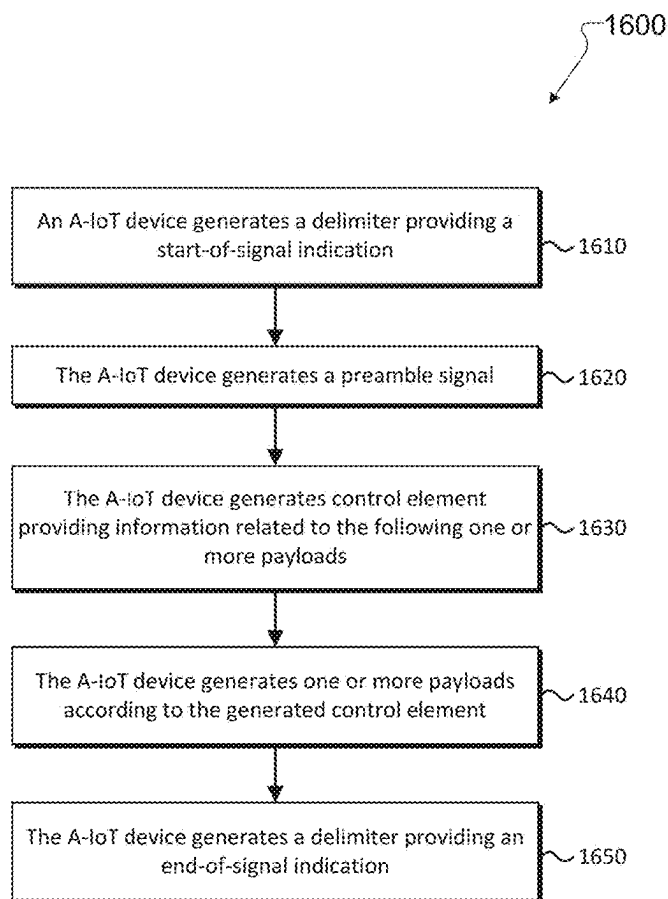 1600
An A-IoT device generates a delimiter providing a
start-of-signal indication
1610
The A-IoT device generates a preamble signal
1620
The A-IoT device generates control element
providing information related to the following one or
more payloads
1630
The A-IoT device generates one or more payloads
according to the generated control element
1640
The A-IoT device generates a delimiter providing an
end-of-signal indication
1650